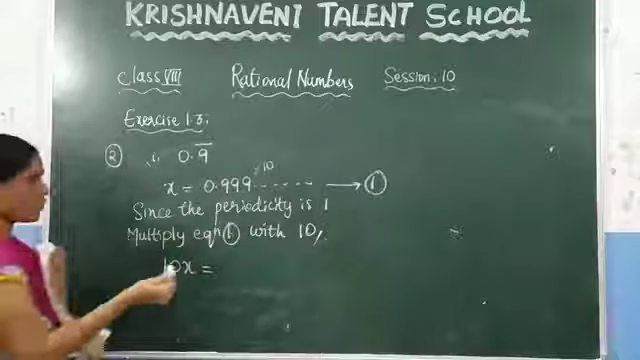 KRISHNAVENI TALENT SCHOOL
Class VIII Rational Numbers Session: 10
Exercise 1.3:
② i. 0.9̅
x = 0.999....... → ①
Since the periodicity is 1
Multiply eqn ① with 10,
10x =